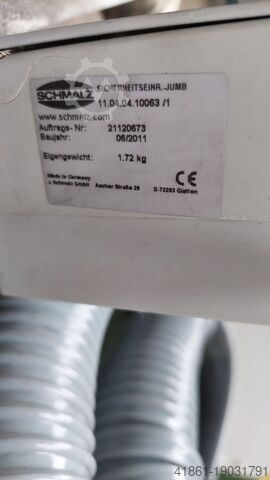 SCHMALZ
SICHERHEITSEINR. JUMB
11.04.04.10063 /1
www.schmalz.com
Auftrags- Nr: 21120673
Baujahr: 06/2011
Eigengewicht: 1.72 kg
Made in Germany
J. Schmalz GmbH Aacher Straße 29 D-72293 Glatten
CE
41861-19031791